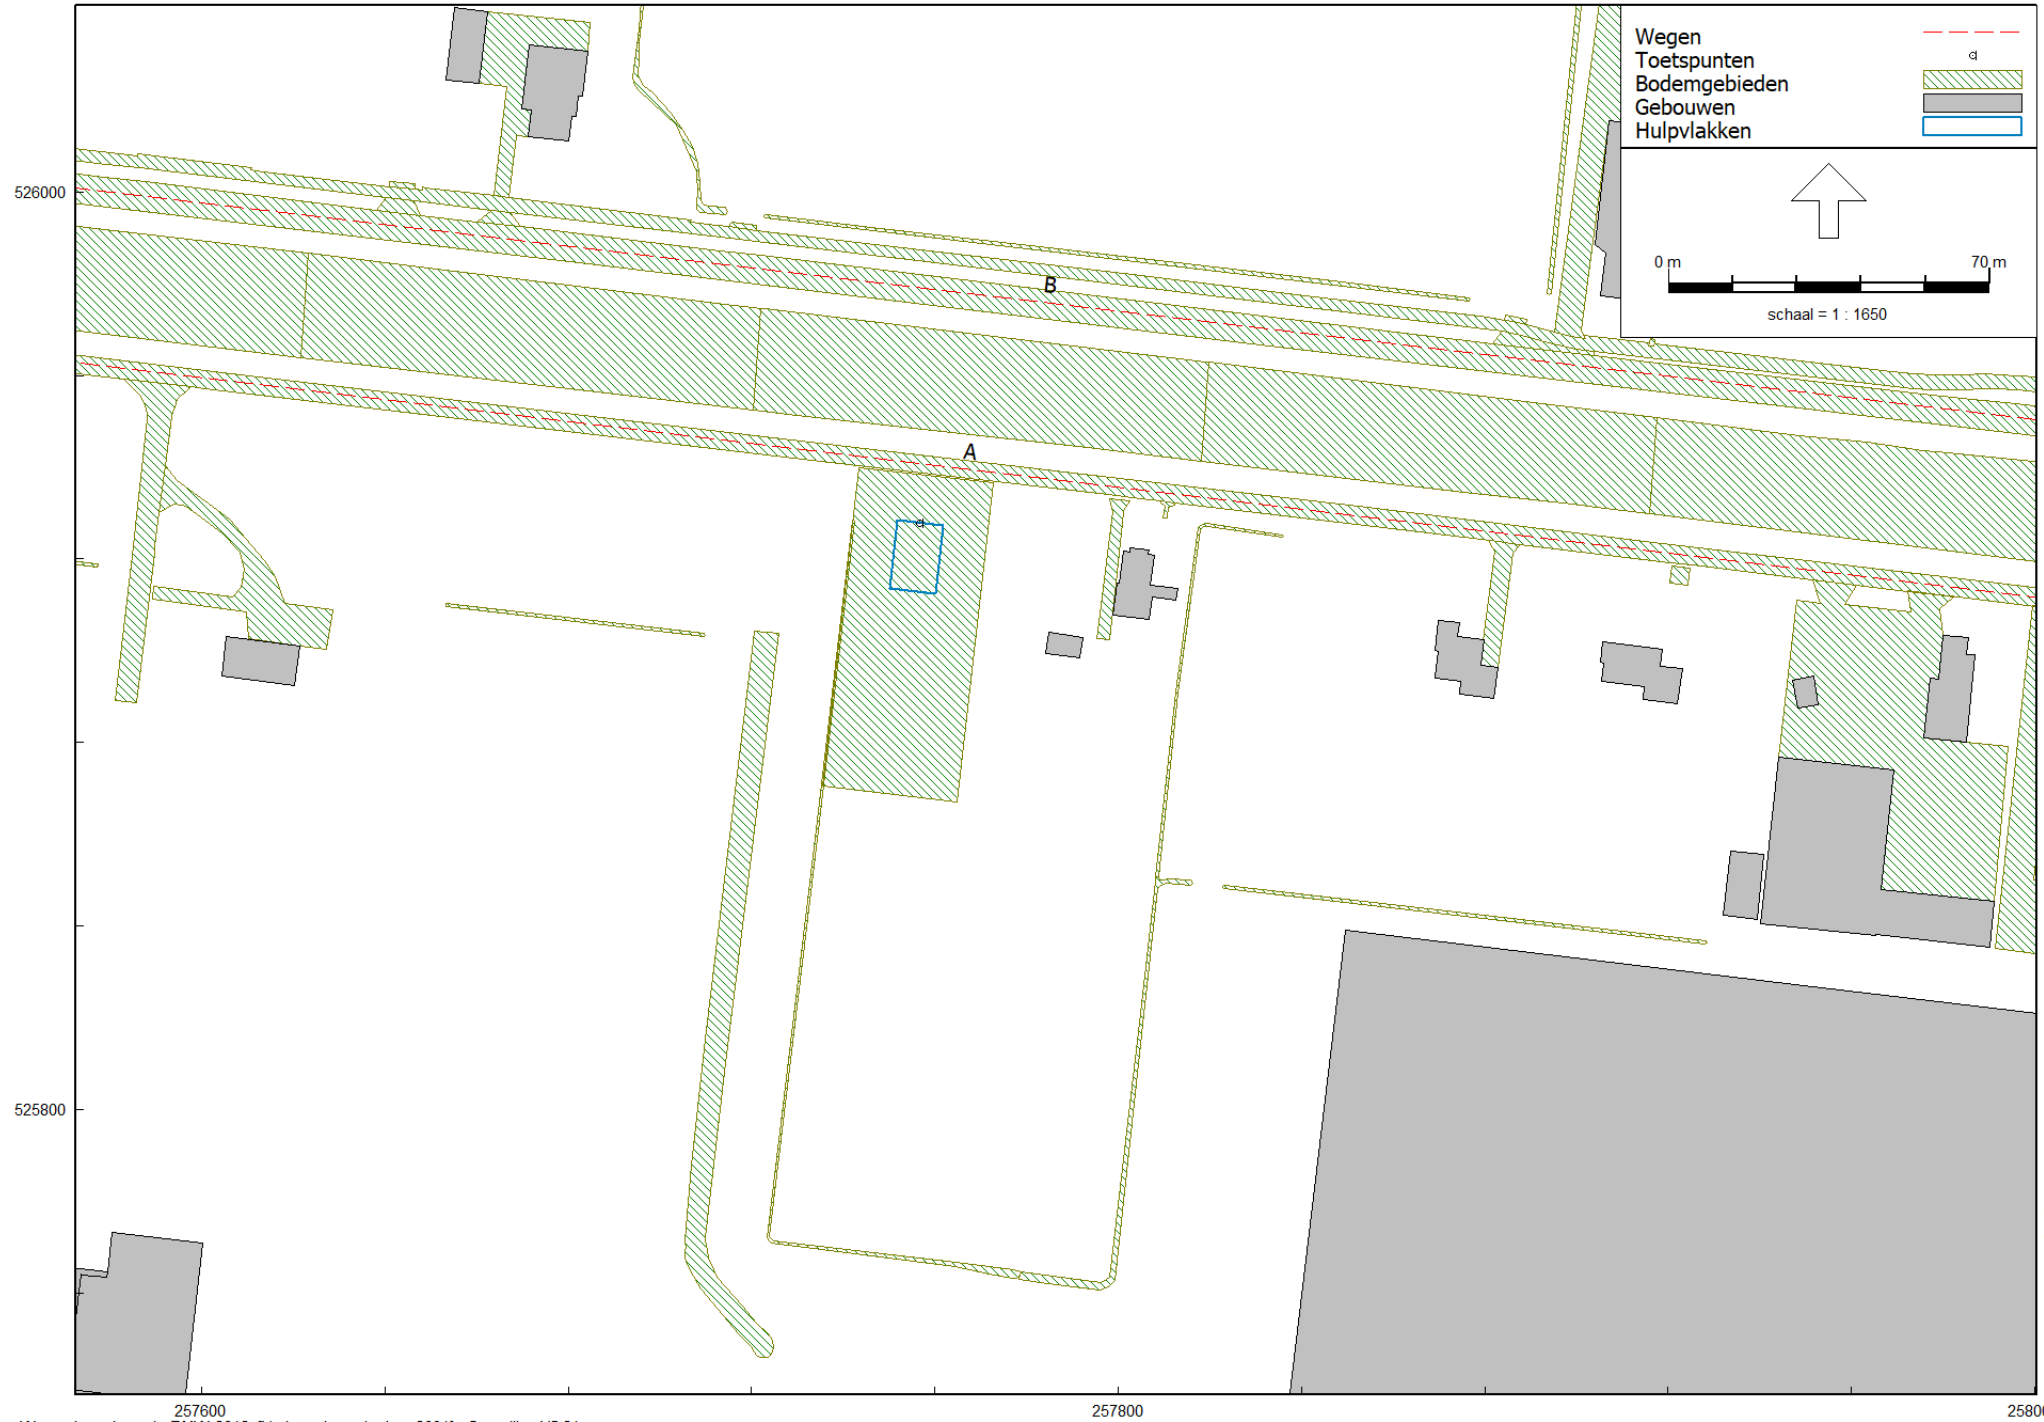 Wegen
Toetspunten
Bodemgebieden
Gebouwen
Hulpvlakken
0 m 70 m
schaal = 1 : 1650
526000
B
A
525800
257600 257800